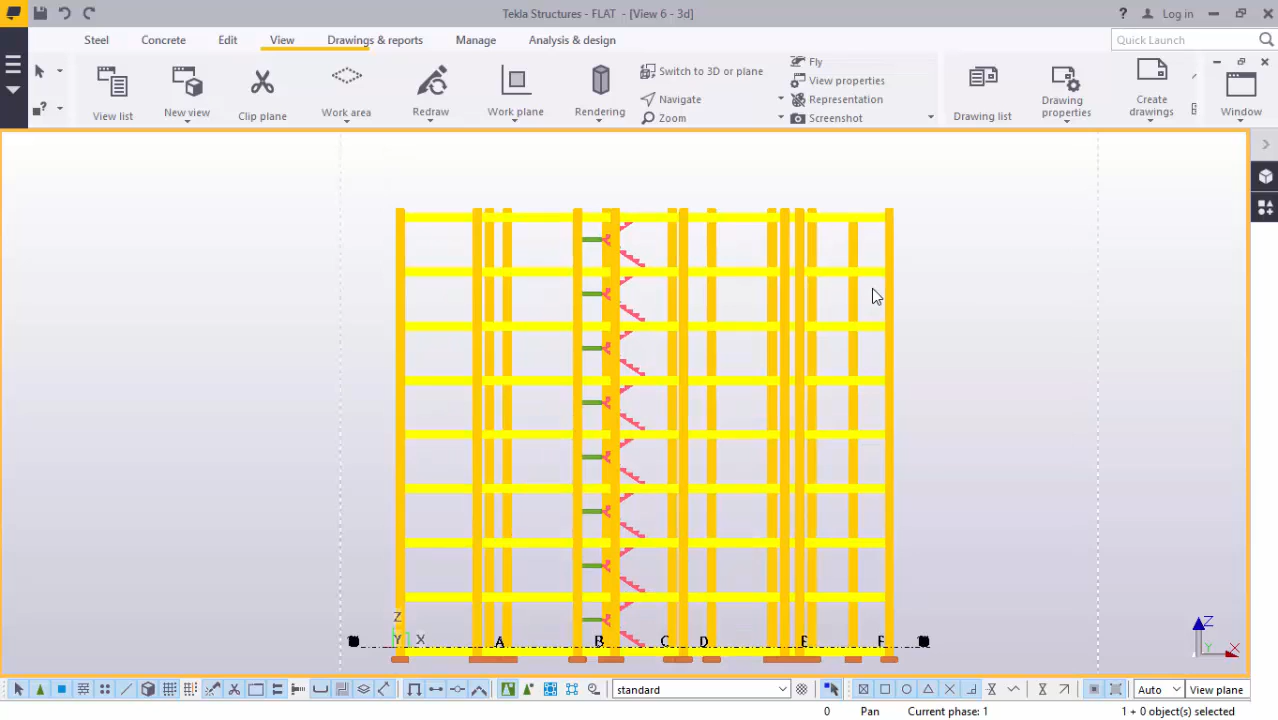 Tekla Structures - FLAT - [View 6 - 3d]
? Log in
Steel Concrete Edit View Drawings & reports Manage Analysis & design Quick Launch
View list
New view
Clip plane
Work area
Redraw
Work plane
Rendering
Switch to 3D or plane
Navigate
Zoom
Fly
View properties
Representation
Screenshot
Drawing list
Drawing properties
Create drawings
Window
Z
Y X A B C D E F
Z
Y X
standard Auto View plane
0 Pan Current phase: 1 1 + 0 object(s) selected